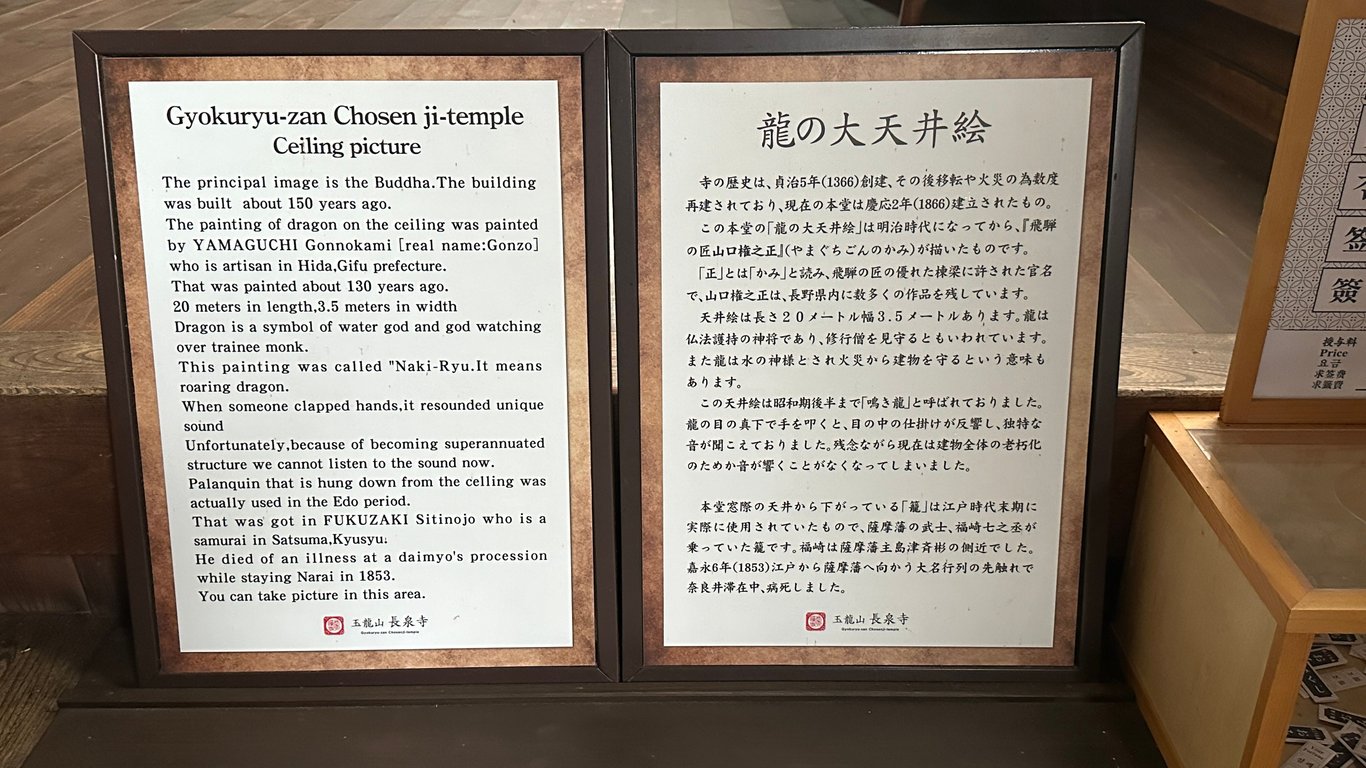 Gyokuryu-zan Chosen ji-temple
Ceiling picture
The principal image is the Buddha.The building
was built about 150 years ago.
The painting of dragon on the ceiling was painted
by YAMAGUCHI Gonnokami [real name:Gonzo]
who is artisan in Hida,Gifu prefecture.
That was painted about 130 years ago.
20 meters in length,3.5 meters in width
Dragon is a symbol of water god and god watching
over trainee monk.
This painting was called "Naki-Ryu.It means
roaring dragon.
When someone clapped hands,it resounded unique
sound
Unfortunately,because of becoming superannuated
structure we cannot listen to the sound now.
Palanquin that is hung down from the celling was
actually used in the Edo period.
That was got in FUKUZAKI Sitinojo who is a
samurai in Satsuma,Kyusyu.
He died of an illness at a daimyo's procession
while staying Narai in 1853.
You can take picture in this area.
玉龍山 長泉寺
Gyokuryu-zan Chosenji-temple
龍の大天井絵
寺の歴史は、貞治5年(1366)創建、その後移転や火災の為数度
再建されており、現在の本堂は慶応2年(1866)建立されたもの。
この本堂の「龍の大天井絵」は明治時代になってから、『飛騨
の匠山口権之正』(やまぐちごんのかみ)が描いたものです。
「正」とは「かみ」と読み、飛騨の匠の優れた棟梁に許された官名
で、山口権之正は、長野県内に数多くの作品を残しています。
天井絵は長さ20メートル幅3.5メートルあります。龍は
仏法護持の神将であり、修行僧を見守るともいわれています。
また龍は水の神様とされ火災から建物を守るという意味も
あります。
この天井絵は昭和期後半まで「鳴き龍」と呼ばれておりました。
龍の目の真下で手を叩くと、目の中の仕掛けが反響し、独特な
音が聞こえておりました。残念ながら現在は建物全体の老朽化
のためか音が響くことがなくなってしまいました。
本堂窓際の天井から下がっている「籠」は江戸時代末期に
実際に使用されていたもので、薩摩藩の武士、福崎七之丞が
乗っていた籠です。福崎は薩摩藩主島津斉彬の側近でした。
嘉永6年(1853)江戸から薩摩藩へ向かう大名行列の先触れで
奈良井滞在中、病死しました。
玉龍山 長泉寺
Gyokuryu-zan Chosenji-temple
簽
授与料
Price
요금
求签费
求籤費